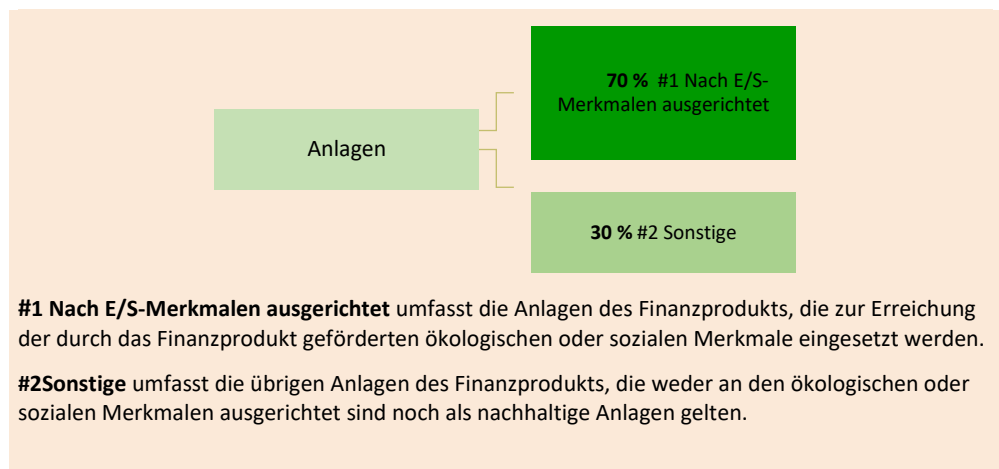 70 % #1 Nach E/S-
Merkmalen ausgerichtet
Anlagen
30 % #2 Sonstige
#1 Nach E/S-Merkmalen ausgerichtet umfasst die Anlagen des Finanzprodukts, die zur Erreichung
der durch das Finanzprodukt geförderten ökologischen oder sozialen Merkmale eingesetzt werden.
#2Sonstige umfasst die übrigen Anlagen des Finanzprodukts, die weder an den ökologischen oder
sozialen Merkmalen ausgerichtet sind noch als nachhaltige Anlagen gelten.